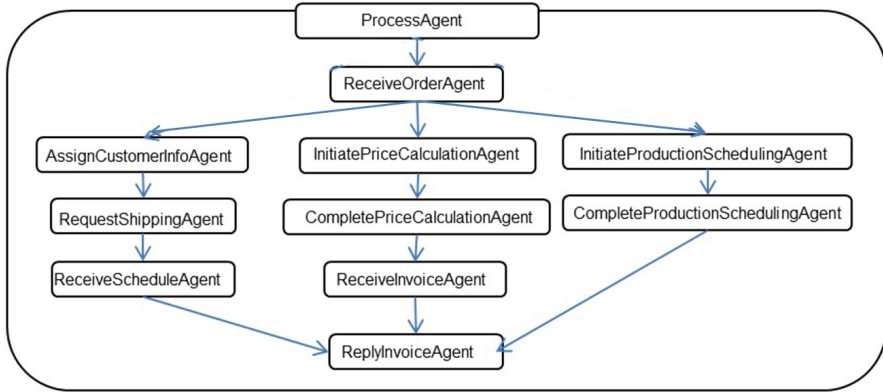 ProcessAgent
ReceiveOrderAgent
AssignCustomerInfoAgent
InitiatePriceCalculationAgent
InitiateProductionSchedulingAgent
RequestShippingAgent
CompletePriceCalculationAgent
CompleteProductionSchedulingAgent
ReceiveScheduleAgent
ReceiveInvoiceAgent
ReplyInvoiceAgent